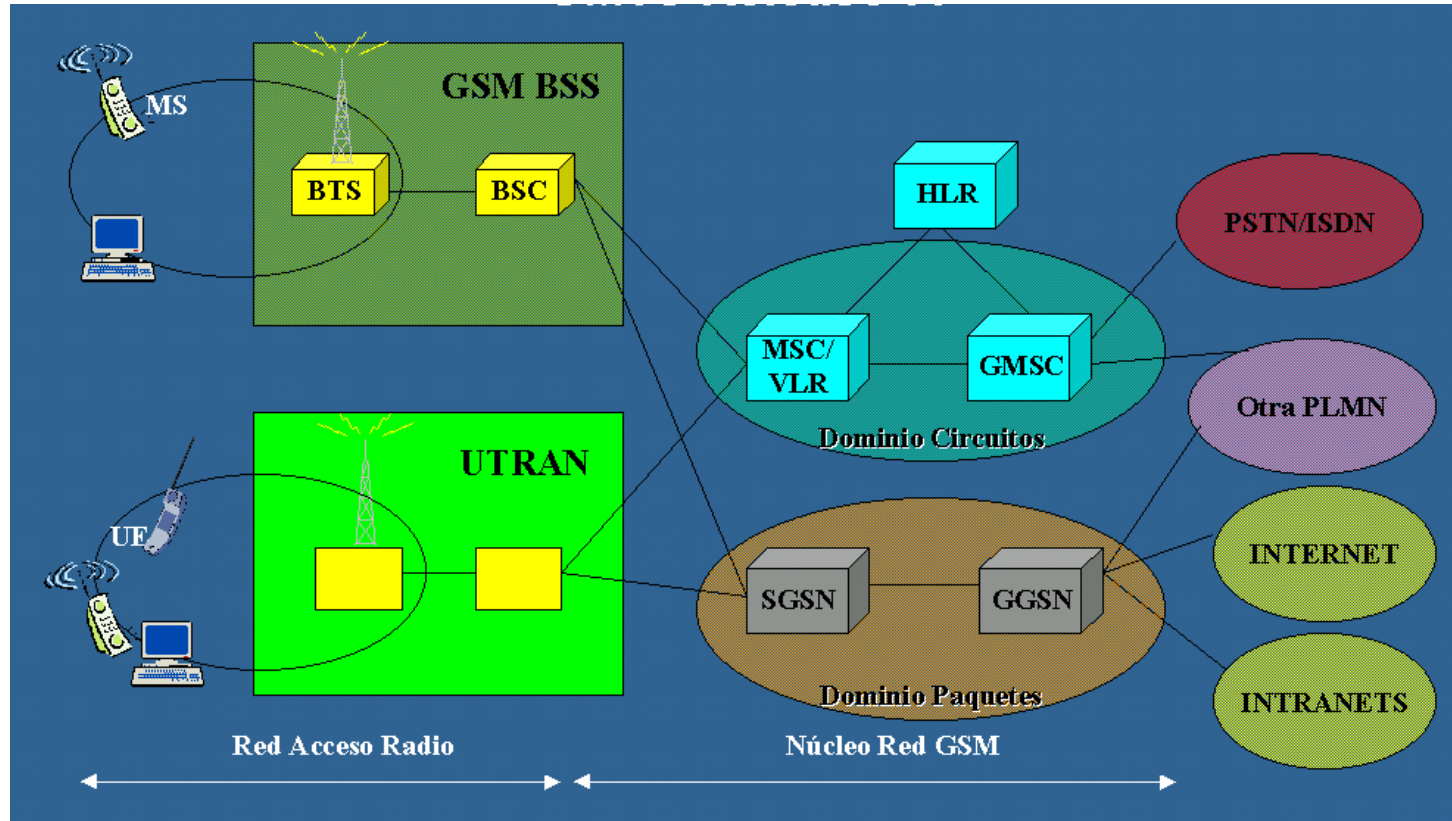 GSM BSS
MS
BTS
BSC
HLR
PSTN/ISDN
MSC/
VLR
GMSC
Otra PLMN
Dominio Circuitos
UTRAN
UE
INTERNET
SGSN
GGSN
Dominio Paquetes
INTRANETS
Red Acceso Radio
Núcleo Red GSM